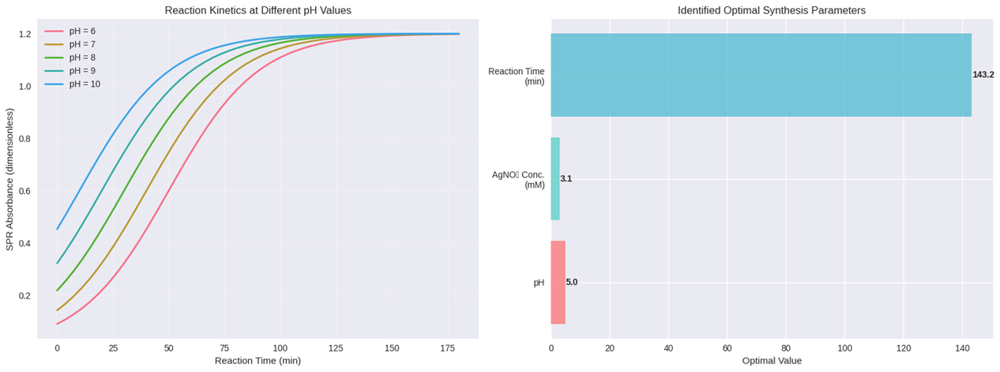 Reaction Kinetics at Different pH Values
pH = 6
pH = 7
pH = 8
pH = 9
pH = 10
1.2
1.0
0.8
0.6
0.4
0.2
SPR Absorbance (dimensionless)
0 25 50 75 100 125 150 175
Reaction Time (min)
Identified Optimal Synthesis Parameters
Reaction Time
(min)
143.2
AgNO▯ Conc.
(mM)
3.1
pH
5.0
0 20 40 60 80 100 120 140
Optimal Value